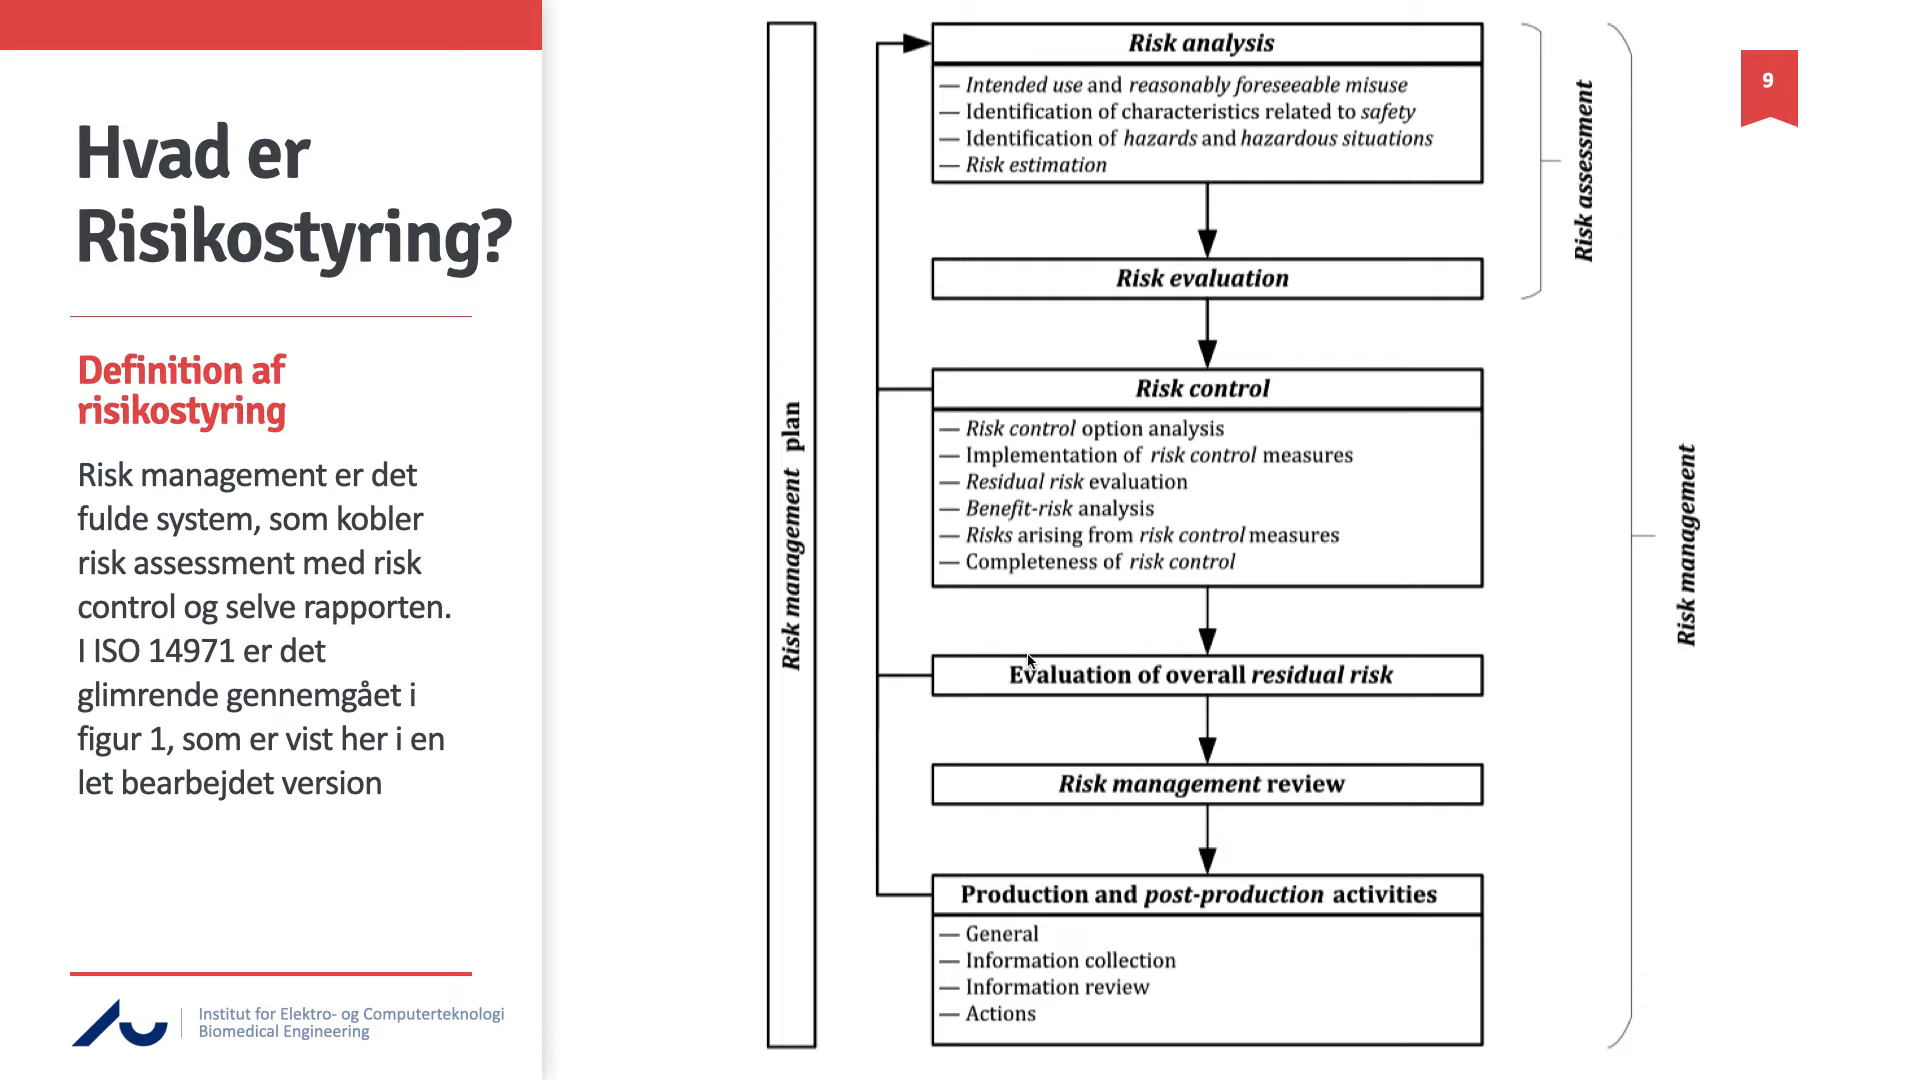 Hvad er
Risikostyring?
Definition af
risikostyring
Risk management er det
fulde system, som kobler
risk assessment med risk
control og selve rapporten.
I ISO 14971 er det
glimrende gennemgået i
figur 1, som er vist her i en
let bearbejdet version
Institut for Elektro- og Computerteknologi
Biomedical Engineering
Risk management plan
Risk analysis
— Intended use and reasonably foreseeable misuse
— Identification of characteristics related to safety
— Identification of hazards and hazardous situations
— Risk estimation
Risk evaluation
Risk control
— Risk control option analysis
— Implementation of risk control measures
— Residual risk evaluation
— Benefit-risk analysis
— Risks arising from risk control measures
— Completeness of risk control
Evaluation of overall residual risk
Risk management review
Production and post-production activities
— General
— Information collection
— Information review
— Actions
Risk assessment
Risk management
9